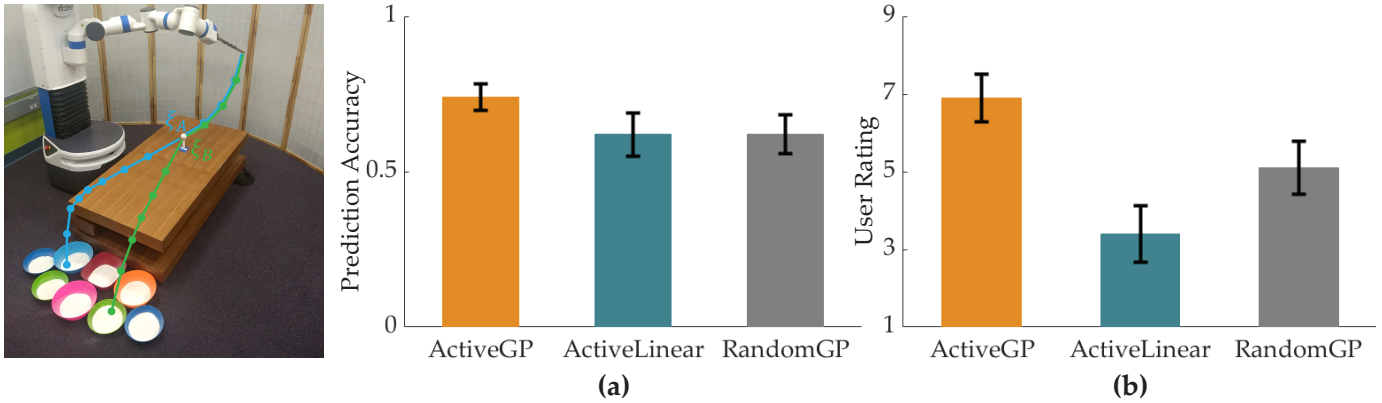 ξA
ξB
1
0.5
0
Prediction Accuracy
ActiveGP
ActiveLinear
RandomGP
(a)
9
7
5
3
1
User Rating
ActiveGP
ActiveLinear
RandomGP
(b)